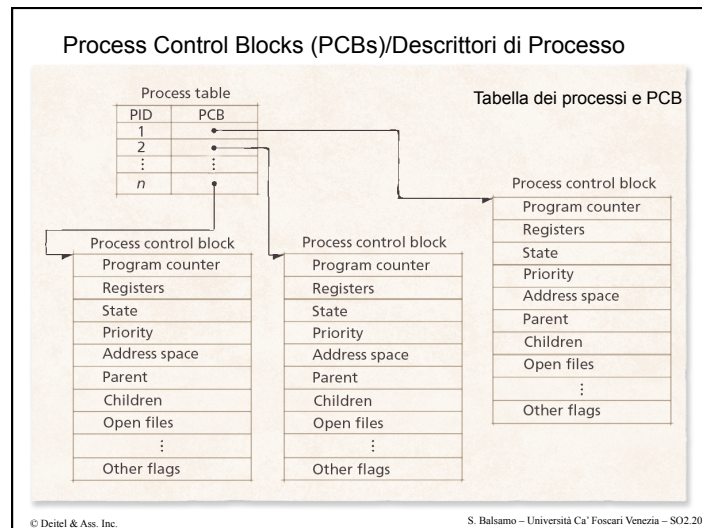 Process Control Blocks (PCBs)/Descrittori di Processo
Tabella dei processi e PCB
Process table
PID PCB
1
2
⋮ ⋮
n
Process control block
Program counter
Registers
State
Priority
Address space
Parent
Children
Open files
⋮
Other flags
Process control block
Program counter
Registers
State
Priority
Address space
Parent
Children
Open files
⋮
Other flags
Process control block
Program counter
Registers
State
Priority
Address space
Parent
Children
Open files
⋮
Other flags
© Deitel & Ass. Inc.
S. Balsamo – Università Ca' Foscari Venezia – SO2.20